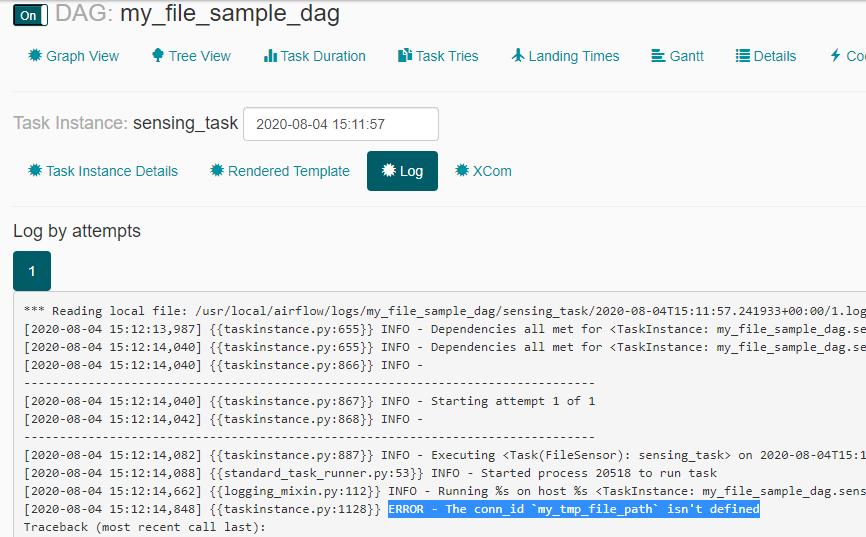 On DAG: my_file_sample_dag
Graph View Tree View Task Duration Task Tries Landing Times Gantt Details Co
Task Instance: sensing_task 2020-08-04 15:11:57
Task Instance Details Rendered Template Log XCom
Log by attempts
1
*** Reading local file: /usr/local/airflow/logs/my_file_sample_dag/sensing_task/2020-08-04T15:11:57.241933+00:00/1.log
[2020-08-04 15:12:13,987] {{taskinstance.py:655}} INFO - Dependencies all met for <TaskInstance: my_file_sample_dag.se
[2020-08-04 15:12:14,040] {{taskinstance.py:655}} INFO - Dependencies all met for <TaskInstance: my_file_sample_dag.se
[2020-08-04 15:12:14,040] {{taskinstance.py:866}} INFO -
--------------------------------------------------------------------------------
[2020-08-04 15:12:14,040] {{taskinstance.py:867}} INFO - Starting attempt 1 of 1
[2020-08-04 15:12:14,042] {{taskinstance.py:868}} INFO -
--------------------------------------------------------------------------------
[2020-08-04 15:12:14,082] {{taskinstance.py:887}} INFO - Executing <Task(FileSensor): sensing_task> on 2020-08-04T15:1
[2020-08-04 15:12:14,088] {{standard_task_runner.py:53}} INFO - Started process 20518 to run task
[2020-08-04 15:12:14,662] {{logging_mixin.py:112}} INFO - Running %s on host %s <TaskInstance: my_file_sample_dag.sens
[2020-08-04 15:12:14,848] {{taskinstance.py:1128}} ERROR - The conn_id `my_tmp_file_path` isn't defined
Traceback (most recent call last):